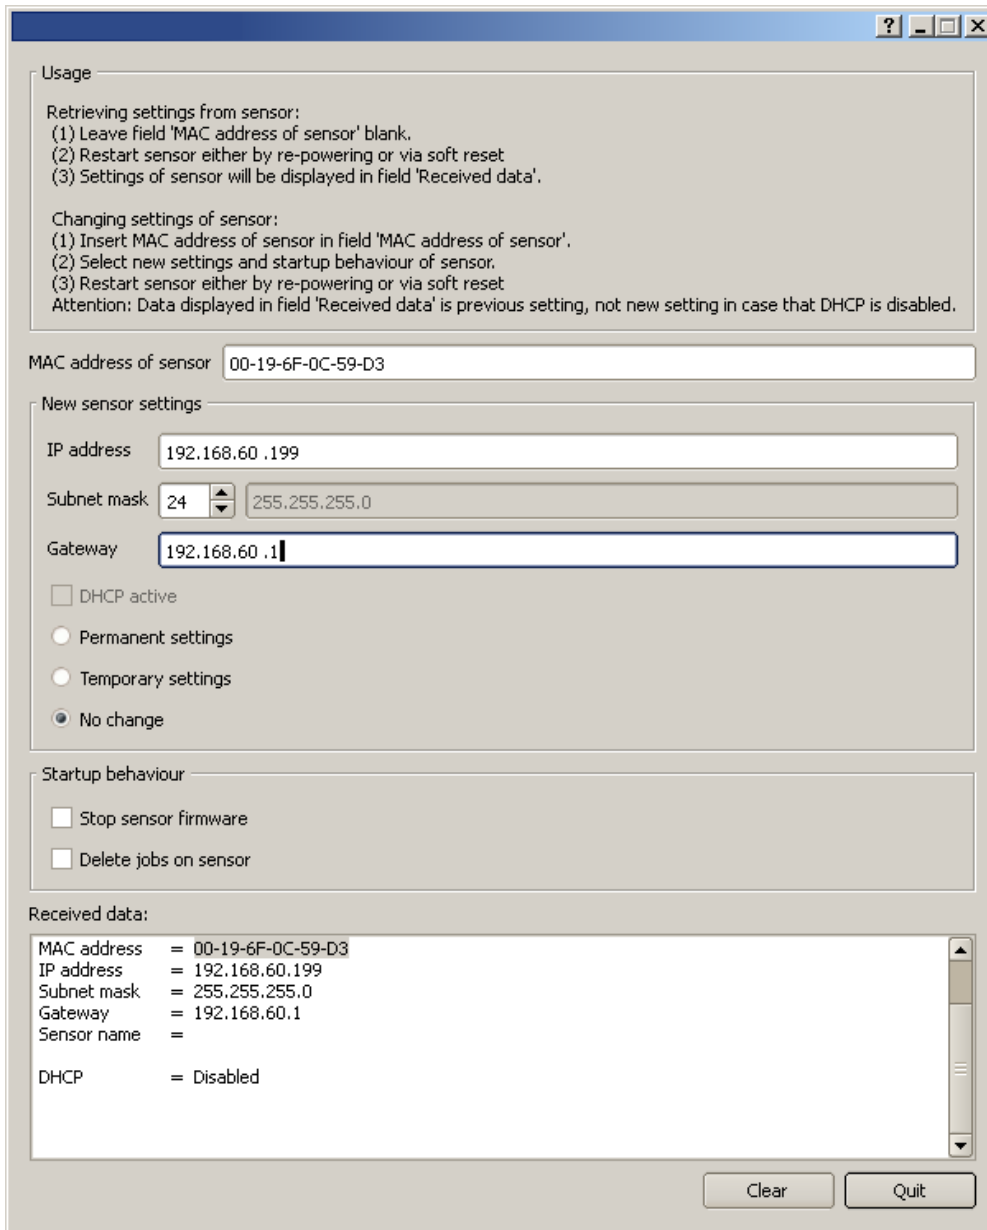 ?
Usage
Retrieving settings from sensor:
(1) Leave field 'MAC address of sensor' blank.
(2) Restart sensor either by re-powering or via soft reset
(3) Settings of sensor will be displayed in field 'Received data'.
Changing settings of sensor:
(1) Insert MAC address of sensor in field 'MAC address of sensor'.
(2) Select new settings and startup behaviour of sensor.
(3) Restart sensor either by re-powering or via soft reset
Attention: Data displayed in field 'Received data' is previous setting, not new setting in case that DHCP is disabled.
MAC address of sensor 00-19-6F-0C-59-D3
New sensor settings
IP address 192.168.60 .199
Subnet mask 24 255.255.255.0
Gateway 192.168.60 .1
DHCP active
Permanent settings
Temporary settings
No change
Startup behaviour
Stop sensor firmware
Delete jobs on sensor
Received data:
MAC address = 00-19-6F-0C-59-D3
IP address = 192.168.60.199
Subnet mask = 255.255.255.0
Gateway = 192.168.60.1
Sensor name =
DHCP = Disabled
Clear Quit